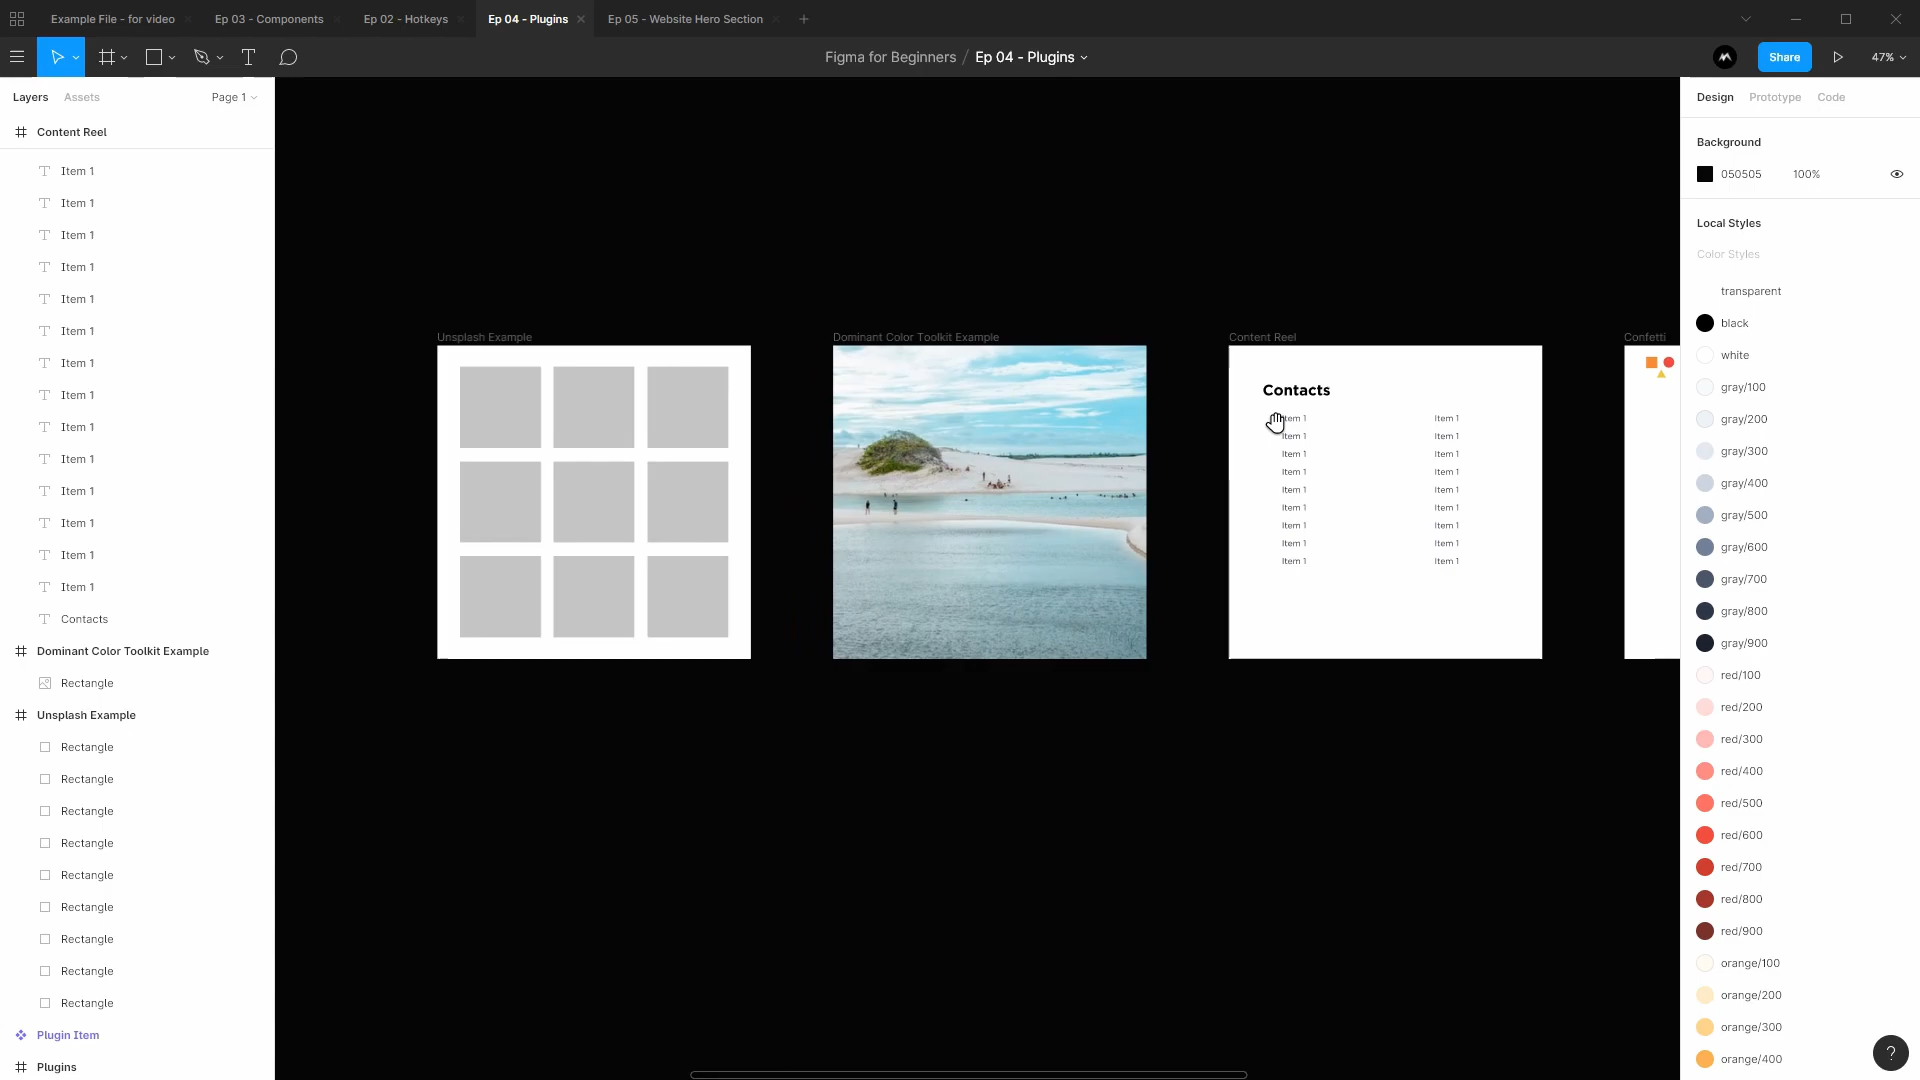 Example File - for video
Ep 03 - Components
Ep 02 - Hotkeys
Ep 04 - Plugins
Ep 05 - Website Hero Section
Figma for Beginners / Ep 04 - Plugins
Share
47%
Layers
Assets
Page 1
Content Reel
Item 1
Item 1
Item 1
Item 1
Item 1
Item 1
Item 1
Item 1
Item 1
Item 1
Item 1
Item 1
Item 1
Item 1
Contacts
Dominant Color Toolkit Example
Rectangle
Unsplash Example
Rectangle
Rectangle
Rectangle
Rectangle
Rectangle
Rectangle
Rectangle
Rectangle
Rectangle
Plugin Item
Plugins
Unsplash Example
Dominant Color Toolkit Example
Content Reel
Contacts
Item 1 Item 1
Item 1 Item 1
Item 1 Item 1
Item 1 Item 1
Item 1 Item 1
Item 1 Item 1
Item 1 Item 1
Item 1 Item 1
Item 1 Item 1
Confetti
Design
Prototype
Code
Background
050505 100%
Local Styles
Color Styles
transparent
black
white
gray/100
gray/200
gray/300
gray/400
gray/500
gray/600
gray/700
gray/800
gray/900
red/100
red/200
red/300
red/400
red/500
red/600
red/700
red/800
red/900
orange/100
orange/200
orange/300
orange/400
?